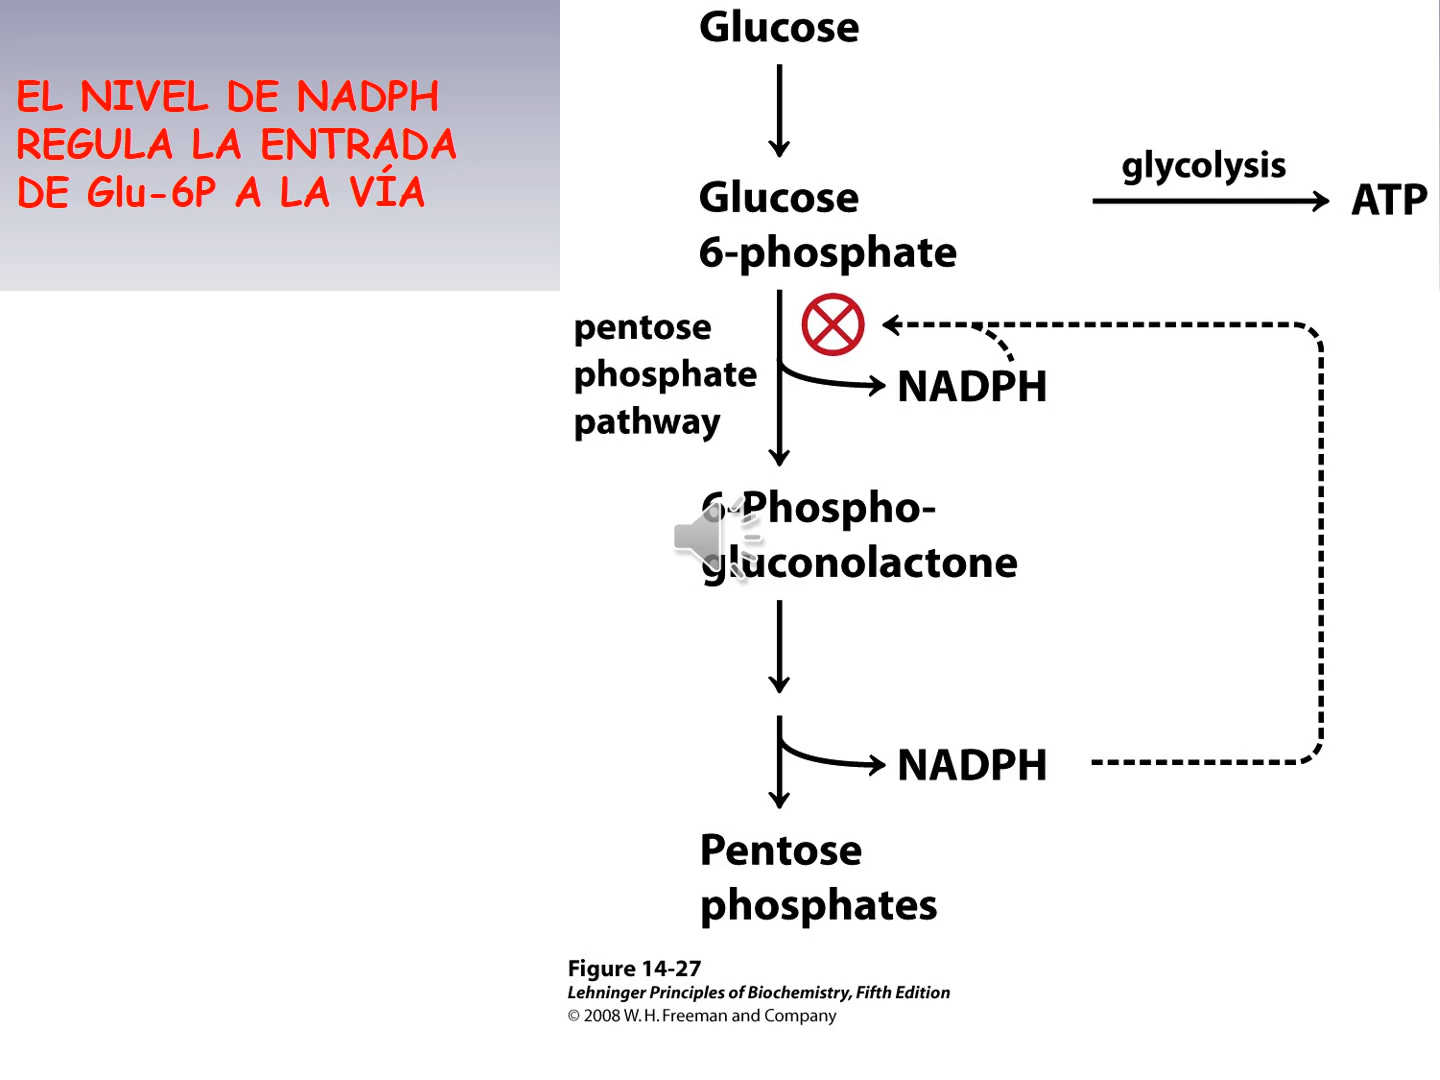 EL NIVEL DE NADPH
REGULA LA ENTRADA
DE Glu-6P A LA VÍA
Glucose
Glucose
6-phosphate
glycolysis
ATP
pentose
phosphate
pathway
NADPH
6-Phospho-
gluconolactone
NADPH
Pentose
phosphates
Figure 14-27
Lehninger Principles of Biochemistry, Fifth Edition
© 2008 W. H. Freeman and Company